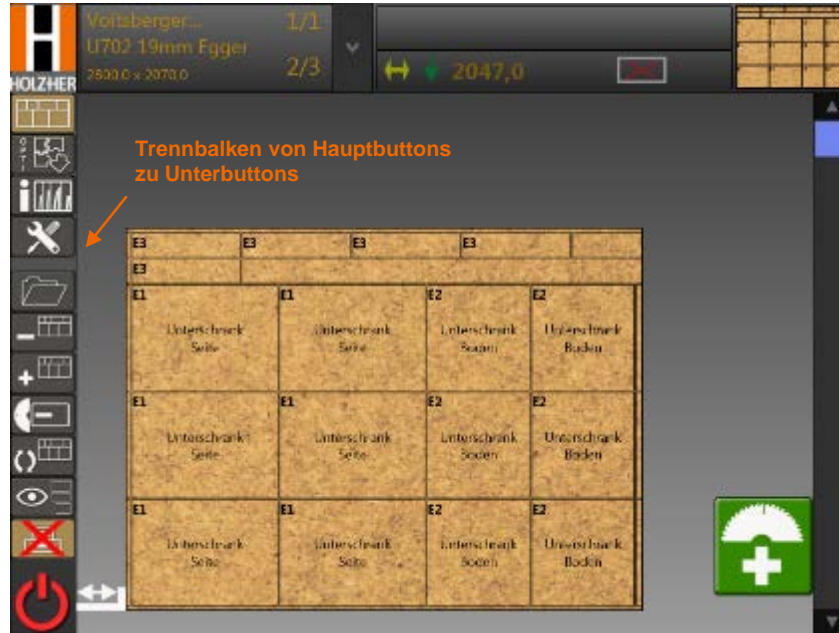 Voitsberger... 1/1
U702 19mm Egger
2800,0 x 2070,0 2/3
2047,0
HOLZHER
OPTI
Trennbalken von Hauptbuttons
zu Unterbuttons
E3 E3 E3 E3
E3
E1 E1 E2 E2
Unterschrank Unterschrank Unterschrank Unterschrank
Seite Seite Boden Boden
E1 E1 E2 E2
Unterschrank Unterschrank Unterschrank Unterschrank
Seite Seite Boden Boden
E1 E1 E2 E2
Unterschrank Unterschrank Unterschrank Unterschrank
Seite Seite Boden Boden